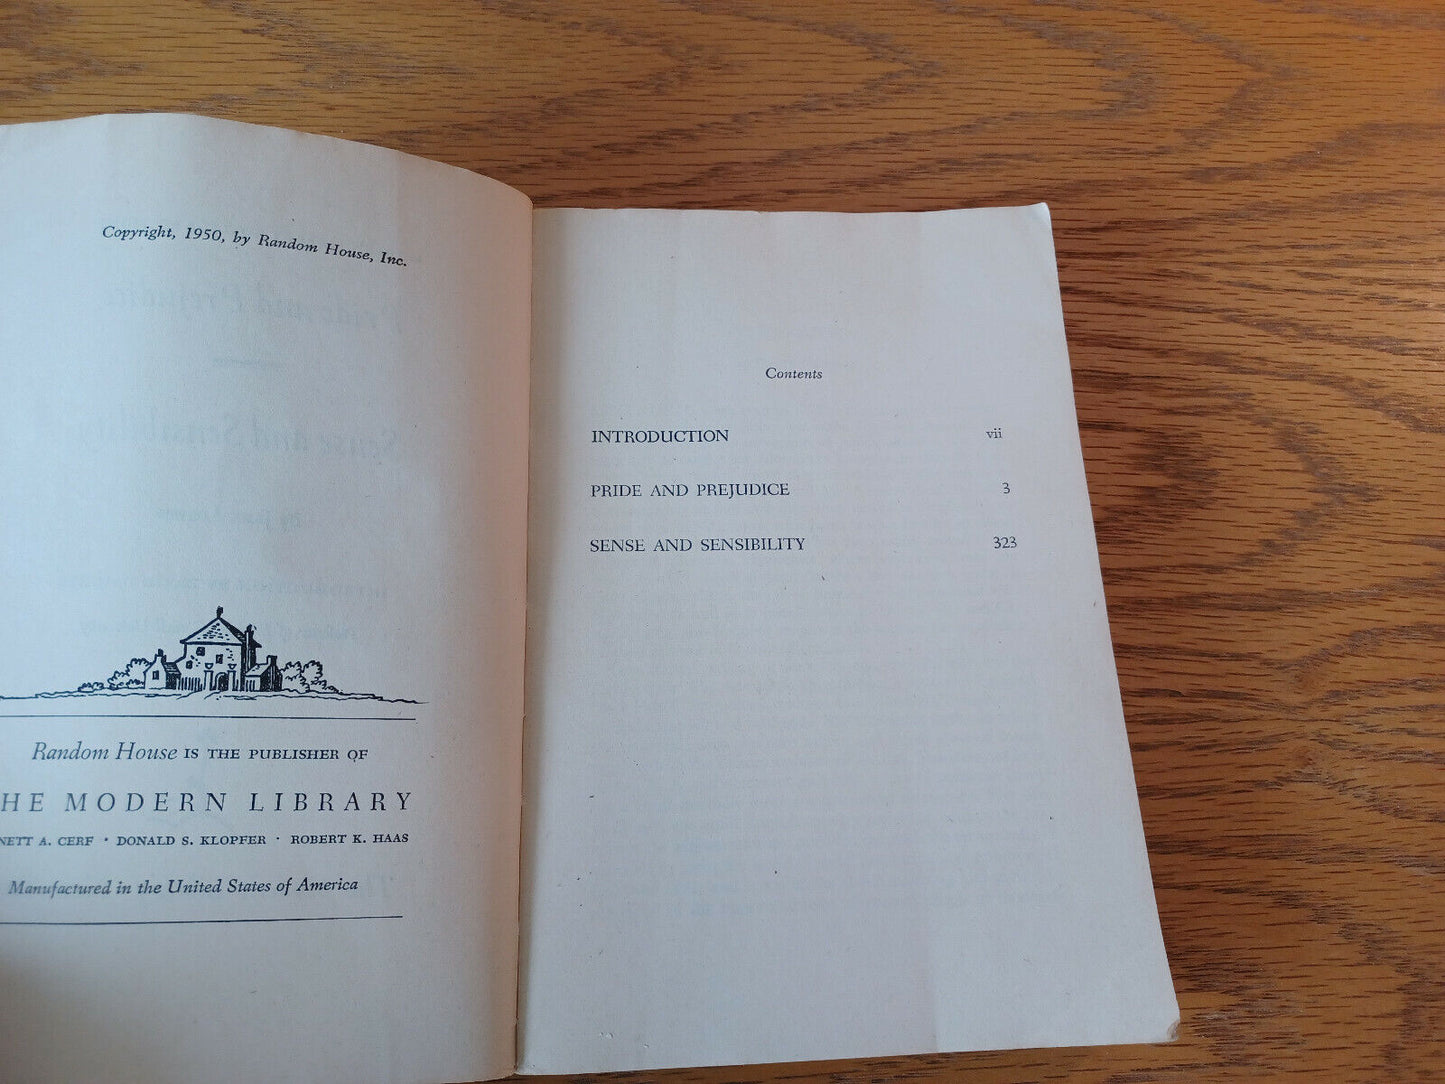 Copyright, 1950, by Random House, Inc.
Random House IS THE PUBLISHER OF
HE MODERN LIBRARY
NETT A. CERF · DONALD S. KLOPFER · ROBERT K. HAAS
Manufactured in the United States of America
Contents
INTRODUCTION vii
PRIDE AND PREJUDICE 3
SENSE AND SENSIBILITY 323